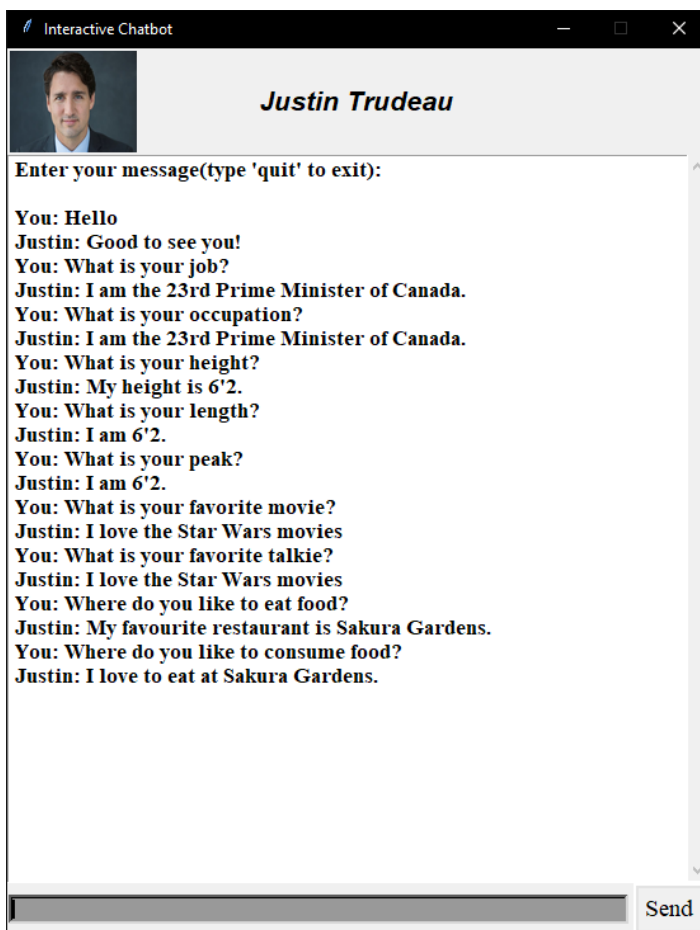 Interactive Chatbot
Justin Trudeau
Enter your message(type 'quit' to exit):
You: Hello
Justin: Good to see you!
You: What is your job?
Justin: I am the 23rd Prime Minister of Canada.
You: What is your occupation?
Justin: I am the 23rd Prime Minister of Canada.
You: What is your height?
Justin: My height is 6'2.
You: What is your length?
Justin: I am 6'2.
You: What is your peak?
Justin: I am 6'2.
You: What is your favorite movie?
Justin: I love the Star Wars movies
You: What is your favorite talkie?
Justin: I love the Star Wars movies
You: Where do you like to eat food?
Justin: My favourite restaurant is Sakura Gardens.
You: Where do you like to consume food?
Justin: I love to eat at Sakura Gardens.
Send